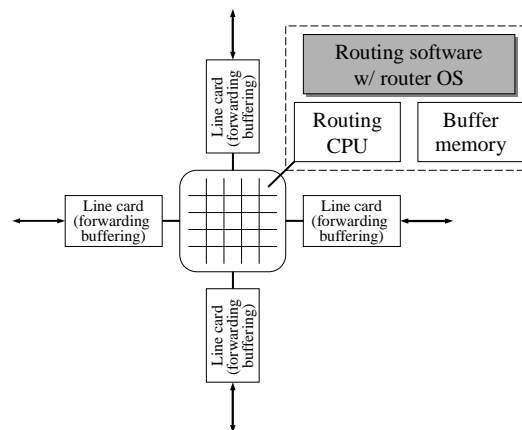 Routing software
w/ router OS
Routing
CPU
Buffer
memory
Line card
(forwarding
buffering)
Line card
(forwarding
buffering)
Line card
(forwarding
buffering)
Line card
(forwarding
buffering)